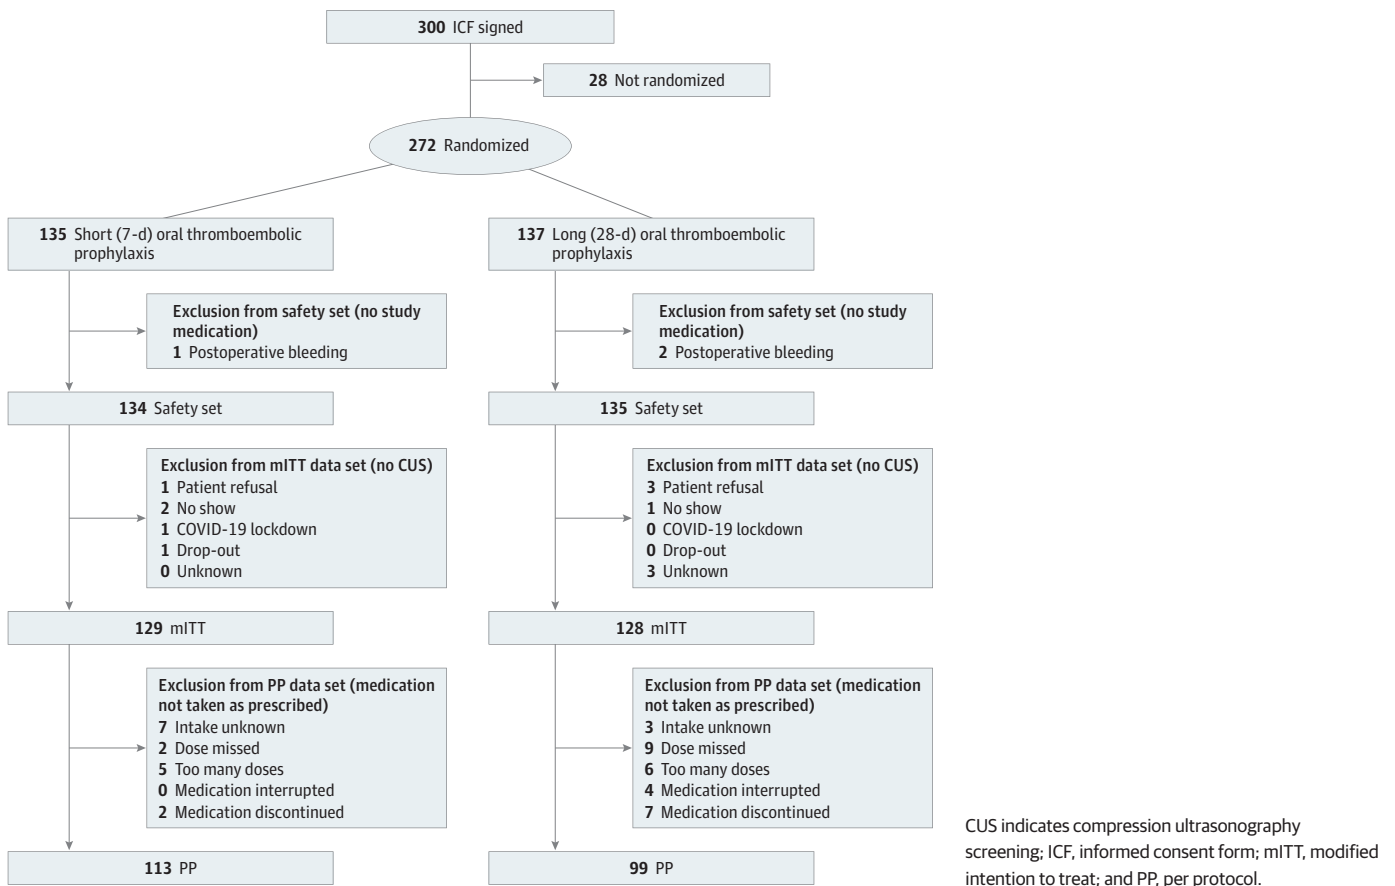 300 ICF signed
28 Not randomized
272 Randomized
135 Short (7-d) oral thromboembolic
prophylaxis
137 Long (28-d) oral thromboembolic
prophylaxis
Exclusion from safety set (no study
medication)
1 Postoperative bleeding
Exclusion from safety set (no study
medication)
2 Postoperative bleeding
134 Safety set
135 Safety set
Exclusion from mITT data set (no CUS)
1 Patient refusal
2 No show
1 COVID-19 lockdown
1 Drop-out
0 Unknown
Exclusion from mITT data set (no CUS)
3 Patient refusal
1 No show
0 COVID-19 lockdown
0 Drop-out
3 Unknown
129 mITT
128 mITT
Exclusion from PP data set (medication
not taken as prescribed)
7 Intake unknown
2 Dose missed
5 Too many doses
0 Medication interrupted
2 Medication discontinued
Exclusion from PP data set (medication
not taken as prescribed)
3 Intake unknown
9 Dose missed
6 Too many doses
4 Medication interrupted
7 Medication discontinued
113 PP
99 PP
CUS indicates compression ultrasonography
screening; ICF, informed consent form; mITT, modified
intention to treat; and PP, per protocol.